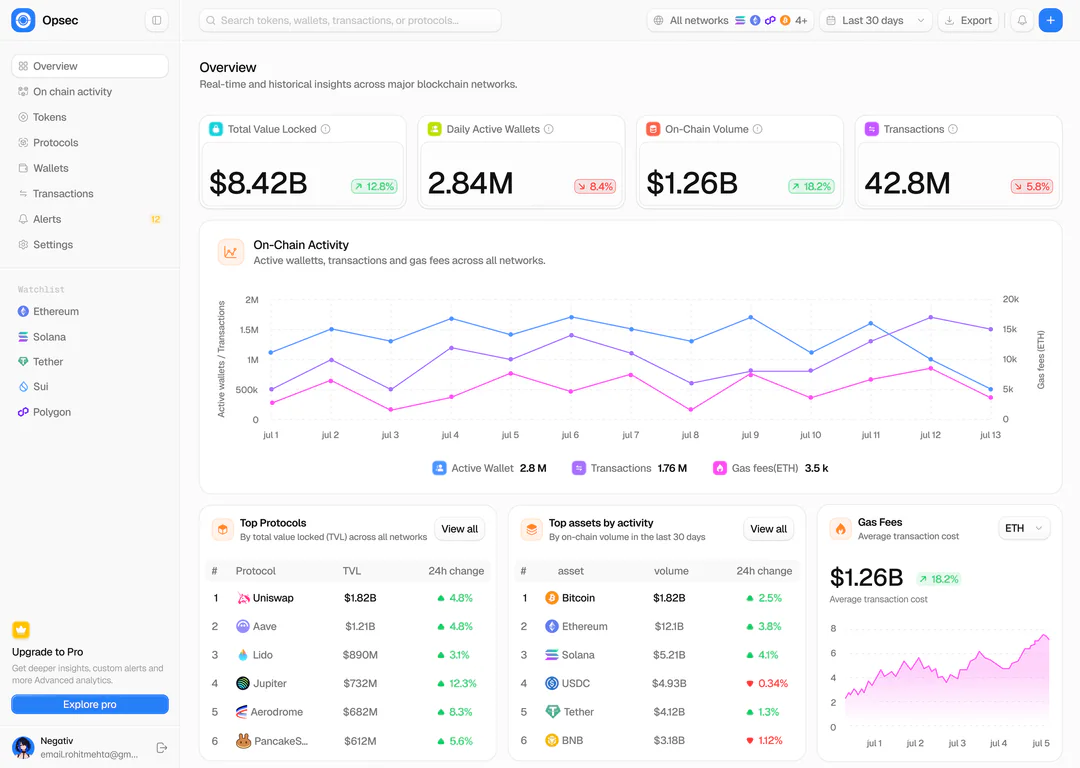 Opsec
Search tokens, wallets, transactions, or protocols...
All networks 4+
Last 30 days
Export
Overview
On chain activity
Tokens
Protocols
Wallets
Transactions
Alerts 12
Settings
Watchlist
Ethereum
Solana
Tether
Sui
Polygon
Upgrade to Pro
Get deeper insights, custom alerts and
more Advanced analytics.
Explore pro
Negativ
email.rohitmehta@gm...
Overview
Real-time and historical insights across major blockchain networks.
Total Value Locked
$8.42B 12.8%
Daily Active Wallets
2.84M 8.4%
On-Chain Volume
$1.26B 18.2%
Transactions
42.8M 5.8%
On-Chain Activity
Active walletts, transactions and gas fees across all networks.
Active wallets / Transactions
2M
1.5M
1M
500k
0
20k
15k
10k
5k
0
Gas fees (ETH)
jul 1 jul 2 jul 3 jul 4 jul 5 jul 6 jul 7 jul 8 jul 9 jul 10 jul 11 jul 12 jul 13
Active Wallet 2.8 M Transactions 1.76 M Gas fees(ETH) 3.5 k
Top Protocols
By total value locked (TVL) across all networks
View all
# Protocol TVL 24h change
1 Uniswap $1.82B 4.8%
2 Aave $1.21B 4.8%
3 Lido $890M 3.1%
4 Jupiter $732M 12.3%
5 Aerodrome $682M 8.3%
6 PancakeS... $612M 5.6%
Top assets by activity
By on-chain volume in the last 30 days
View all
# asset volume 24h change
1 Bitcoin $1.82B 2.5%
2 Ethereum $12.1B 3.8%
3 Solana $5.21B 4.1%
4 USDC $4.93B 0.34%
5 Tether $4.12B 1.3%
6 BNB $3.18B 1.12%
Gas Fees
Average transaction cost
ETH
$1.26B 18.2%
Average transaction cost
8
6
4
2
0
jul 1 jul 2 jul 3 jul 4 jul 5